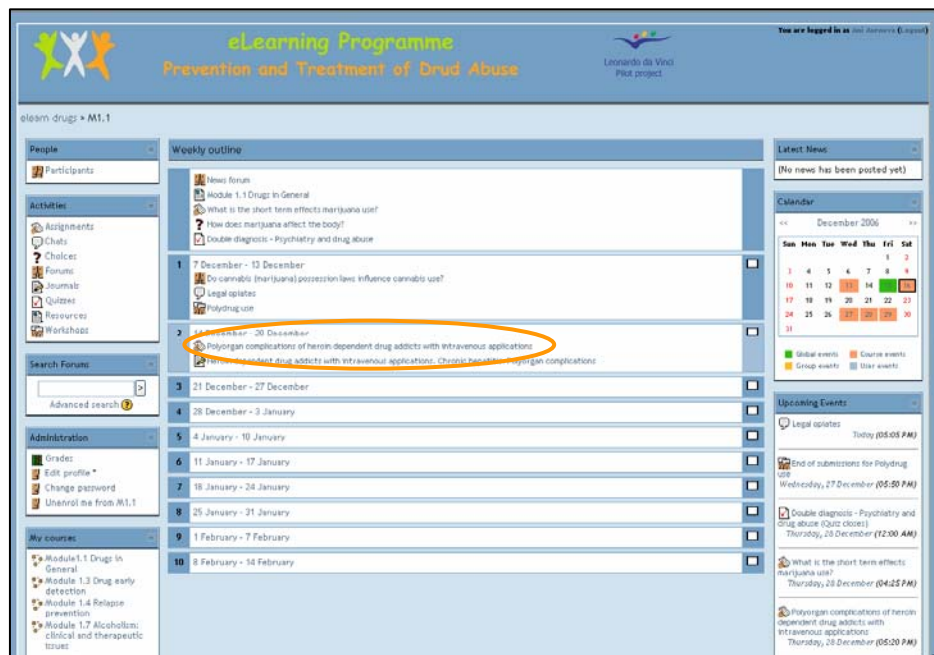 You are logged in as (Logout)
eLearning Programme
Prevention and Treatment of Drud Abuse
Leonardo da Vinci
Pilot project
elearn drugs > M1.1
People
Participants
Activities
Assignments
Chats
Choices
Forums
Journals
Quizzes
Resources
Workshops
Search Forums
>
Advanced search ?
Administration
Grades
Edit profile *
Change password
Unenrol me from M1.1
My courses
Module1.1 Drugs in
General
Module 1.3 Drug early
detection
Module 1.4 Relapse
prevention
Module 1.7 Alcoholism:
clinical and therapeutic
issues
Weekly outline
News forum
Module 1.1 Drugs in General
What is the short term effects marijuana use?
? How does marijuana affect the body?
Double diagnosis - Psychiatry and drug abuse
1 7 December - 13 December
Do cannabis (marijuana) possession laws influence cannabis use?
Legal opiates
Polydrug use
2 14 December - 20 December
Polyorgan complications of heroin dependent drug addicts with intravenous applications
Heroin dependent drug addicts with intravenous applications. Chronic hepatitis. Polyorgan complications
3 21 December - 27 December
4 28 December - 3 January
5 4 January - 10 January
6 11 January - 17 January
7 18 January - 24 January
8 25 January - 31 January
9 1 February - 7 February
10 8 February - 14 February
Latest News
(No news has been posted yet)
Calendar
<< December 2006 >>
Sun Mon Tue Wed Thu Fri Sat
1 2
3 4 5 6 7 8 9
10 11 12 13 14 15 16
17 18 19 20 21 22 23
24 25 26 27 28 29 30
31
Global events Course events
Group events User events
Upcoming Events
Legal opiates
Today (05:05 PM)
End of submissions for Polydrug
use
Wednesday, 27 December (05:50 PM)
Double diagnosis - Psychiatry and
drug abuse (Quiz closes)
Thursday, 28 December (12:00 AM)
What is the short term effects
marijuana use?
Thursday, 28 December (04:25 PM)
Polyorgan complications of heroin
dependent drug addicts with
intravenous applications
Thursday, 28 December (05:20 PM)